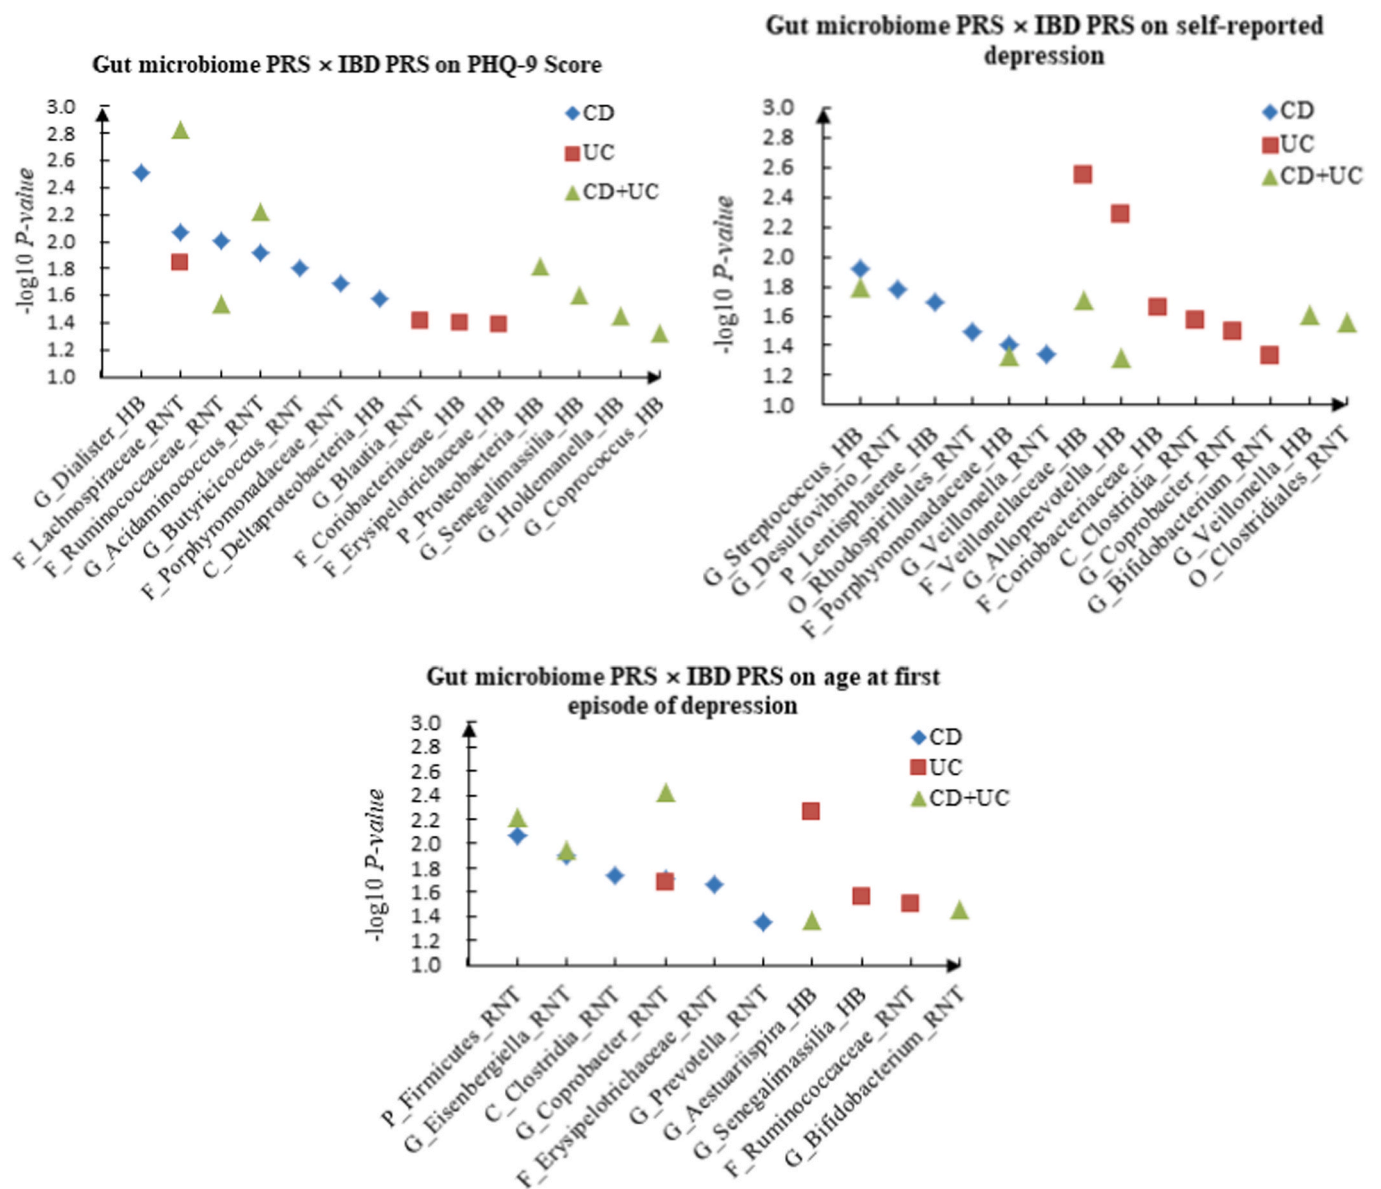 Gut microbiome PRS × IBD PRS on PHQ-9 Score
-log10 P-value
3.0
2.8
2.6
2.4
2.2
2.0
1.8
1.6
1.4
1.2
1.0
CD
UC
CD+UC
G_Dialister_HB
F_Lachnospiraceae_RNT
F_Ruminococcaceae_RNT
G_Acidaminococcus_RNT
G_Butyricicoccus_RNT
F_Porphyromonadaceae_RNT
C_Deltaproteobacteria_HB
G_Blautia_RNT
F_Coriobacteriaceae_HB
F_Erysipelotrichaceae_HB
P_Proteobacteria_HB
G_Senegalimassilia_HB
G_Holdemanella_HB
G_Coprococcus_HB
Gut microbiome PRS × IBD PRS on self-reported
depression
-log10 P-value
3.0
2.8
2.6
2.4
2.2
2.0
1.8
1.6
1.4
1.2
1.0
CD
UC
CD+UC
G_Streptococcus_HB
G_Desulfovibrio_RNT
P_Lentisphaerae_HB
O_Rhodospirillales_RNT
F_Porphyromonadaceae_HB
G_Veillonella_RNT
F_Veillonellaceae_HB
G_Alloprevotella_HB
F_Coriobacteriaceae_HB
C_Clostridia_RNT
G_Coprobacter_RNT
G_Bifidobacterium_RNT
G_Veillonella_HB
O_Clostridiales_RNT
Gut microbiome PRS × IBD PRS on age at first
episode of depression
-log10 P-value
3.0
2.8
2.6
2.4
2.2
2.0
1.8
1.6
1.4
1.2
1.0
CD
UC
CD+UC
P_Firmicutes_RNT
G_Eisenbergiella_RNT
C_Clostridia_RNT
G_Coprobacter_RNT
F_Erysipelotrichaceae_RNT
G_Prevotella_RNT
G_Aestuariispira_HB
G_Senegalimassilia_HB
F_Ruminococcaceae_RNT
G_Bifidobacterium_RNT